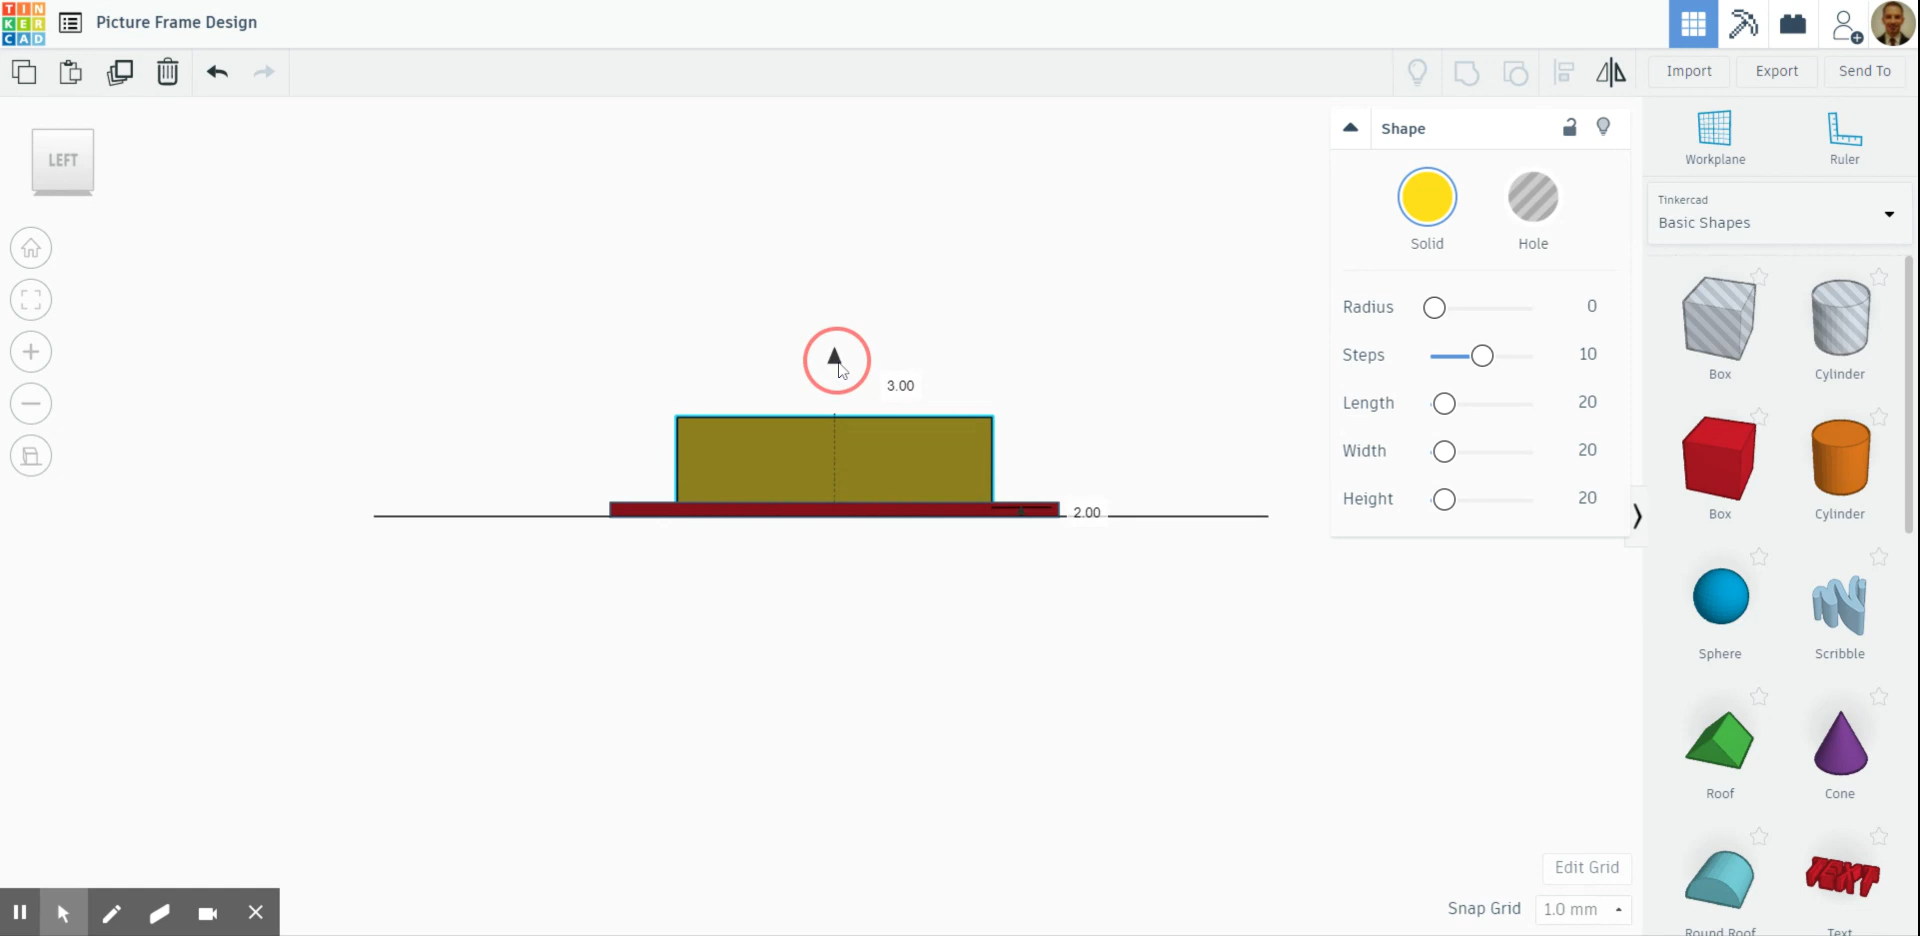 TIN
KER
CAD
Picture Frame Design
Import
Export
Send To
LEFT
Shape
Solid
Hole
Radius 0
Steps 10
Length 20
Width 20
Height 20
3.00
2.00
Workplane
Ruler
Tinkercad
Basic Shapes
Box
Cylinder
Box
Cylinder
Sphere
Scribble
Roof
Cone
TEXT
Round Roof
Text
Edit Grid
Snap Grid 1.0 mm